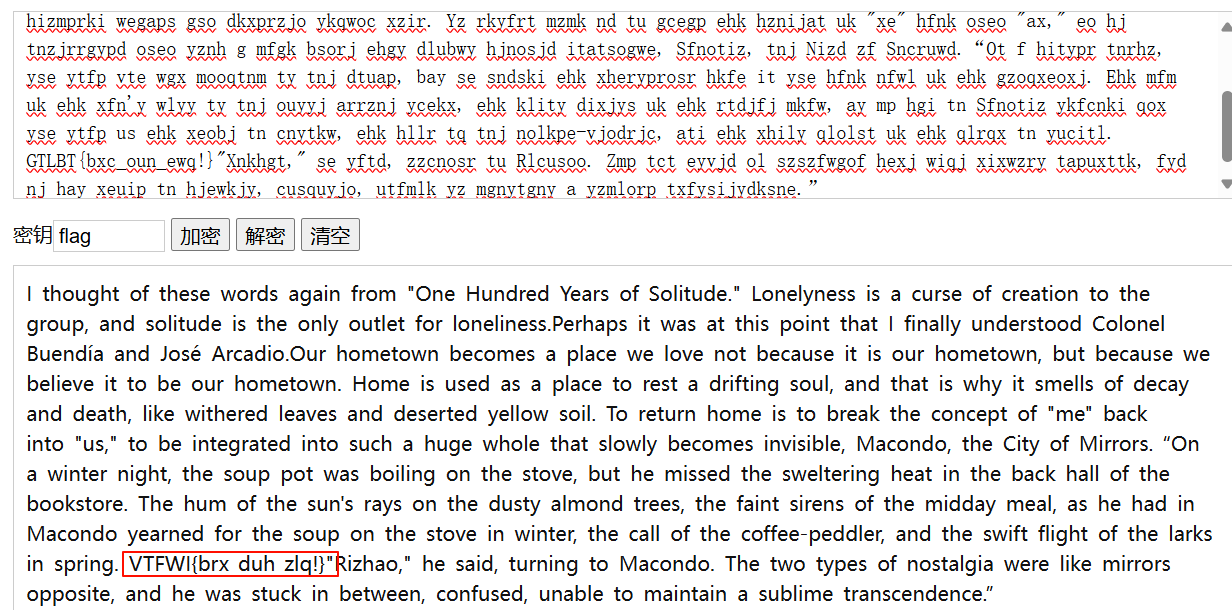 hizmprki wegaps gso dkxprzjo ykqwoc xzir. Yz rkyfrt mzmk nd tu gcegp ehk hznijat uk "xe" hfnk oseo "ax," eo hj
tnzjrrgypd oseo yznh g mfgk bsorj ehgy dlubwy hjnosjd itatsogwe, Sfnotiz, tnj Nizd zf Sncruwd. “Ot f hitypr tnrhz,
yse ytfp vte wgx mooqtnm ty tnj dtuap, bay se sndski ehk xheryprosr hkfe it yse hfnk nfwl uk ehk gzoqxeoxj. Ehk mfm
uk ehk xfn'y wlyy ty tnj ouyyj arrznj ycekx, ehk klity dixjys uk ehk rtdjfj mkfw, ay mp hgi tn Sfnotiz ykfcnki qox
yse ytfp us ehk xeobj tn cnytkw, ehk hllr tq tnj nolkpe-vjodrjc, ati ehk xhily qlolst uk ehk qlrqx tn yucitl.
GTLBT{bxc_oun_ewq!}"Xnkhgt," se yftd, zzcnosr tu Rlcusoo. Zmp tct eyvjd ol szszfwgof hexj wiqj xixwzry tapuxttk, fyd
nj hay xeuip tn hjewkjy, cusquyjo, utfmlk yz mgnytgny a yzmlorp txfysijydksne.”
密钥 flag 加密 解密 清空
I thought of these words again from "One Hundred Years of Solitude." Lonelyness is a curse of creation to the
group, and solitude is the only outlet for loneliness.Perhaps it was at this point that I finally understood Colonel
Buendía and José Arcadio.Our hometown becomes a place we love not because it is our hometown, but because we
believe it to be our hometown. Home is used as a place to rest a drifting soul, and that is why it smells of decay
and death, like withered leaves and deserted yellow soil. To return home is to break the concept of "me" back
into "us," to be integrated into such a huge whole that slowly becomes invisible, Macondo, the City of Mirrors. “On
a winter night, the soup pot was boiling on the stove, but he missed the sweltering heat in the back hall of the
bookstore. The hum of the sun's rays on the dusty almond trees, the faint sirens of the midday meal, as he had in
Macondo yearned for the soup on the stove in winter, the call of the coffee-peddler, and the swift flight of the larks
in spring. VTFWI{brx duh zlq!}"Rizhao," he said, turning to Macondo. The two types of nostalgia were like mirrors
opposite, and he was stuck in between, confused, unable to maintain a sublime transcendence.”